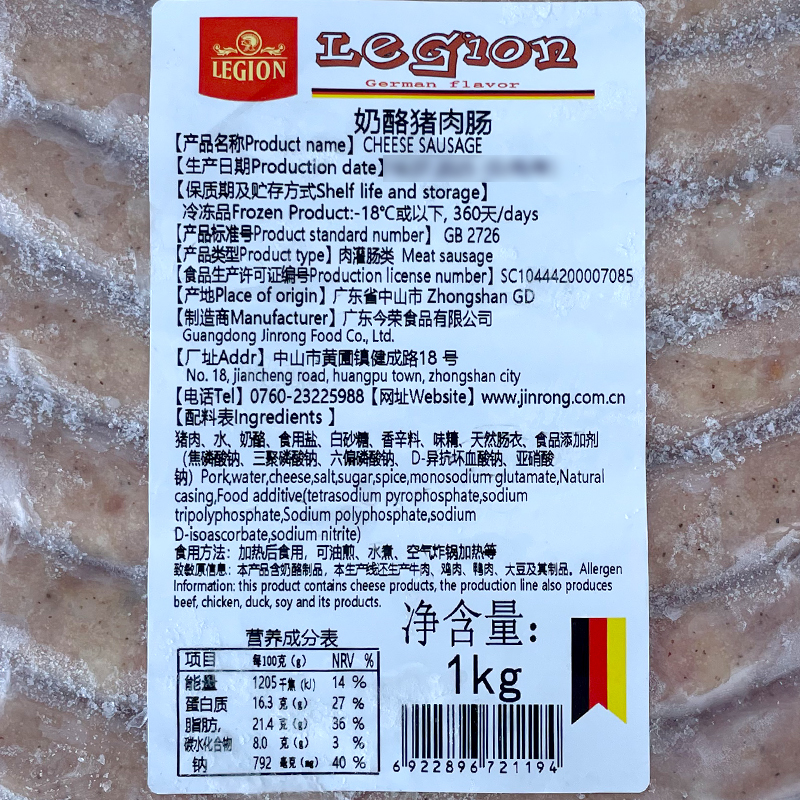 LEGION
Legion
German flavor
奶酪猪肉肠
【产品名称Product name】CHEESE SAUSAGE
【生产日期Production date】
【保质期及贮存方式Shelf life and storage】
冷冻品Frozen Product:-18℃或以下, 360天/days
【产品标准号Product standard number】 GB 2726
【产品类型Product type】肉灌肠类 Meat sausage
【食品生产许可证编号Production license number】SC10444200007085
【产地Place of origin】广东省中山市 Zhongshan GD
【制造商Manufacturer】广东今荣食品有限公司
Guangdong Jinrong Food Co., Ltd.
【厂址Addr】中山市黄圃镇健成路18 号
No. 18, jiancheng road, huangpu town, zhongshan city
【电话Tel】0760-23225988【网址Website】www.jinrong.com.cn
【配料表Ingredients 】
猪肉、水、奶酪、食用盐、白砂糖、香辛料、味精、天然肠衣、食品添加剂
（焦磷酸钠、三聚磷酸钠、六偏磷酸钠、 D-异抗坏血酸钠、亚硝酸
钠）Pork,water,cheese,salt,sugar,spice,monosodium glutamate,Natural
casing,Food additive(tetrasodium pyrophosphate,sodium
tripolyphosphate,Sodium polyphosphate,sodium
D-isoascorbate,sodium nitrite)
食用方法：加热后食用，可油煎、水煮、空气炸锅加热等
致敏原信息：本产品含奶酪制品，本生产线还生产牛肉、鸡肉、鸭肉、大豆及其制品。Allergen
Information: this product contains cheese products, the production line also produces
beef, chicken, duck, soy and its products.
净含量：
1kg
营养成分表
项目 每100克（g） NRV %
能量 1205千焦（kJ） 14 %
蛋白质 16.3 克（g） 27 %
脂肪, 21.4 克（g） 36 %
碳水化合物 8.0 克（g） 3 %
钠 792 毫克（mg） 40 %
6 922896 721194